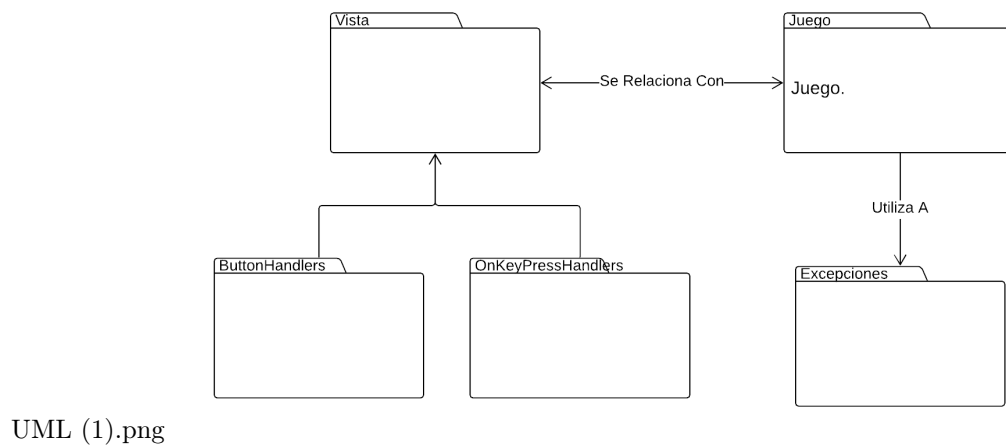 Vista
Juego
Se Relaciona Con
Juego.
Utiliza A
ButtonHandlers
OnKeyPressHandlers
Excepciones
UML (1).png